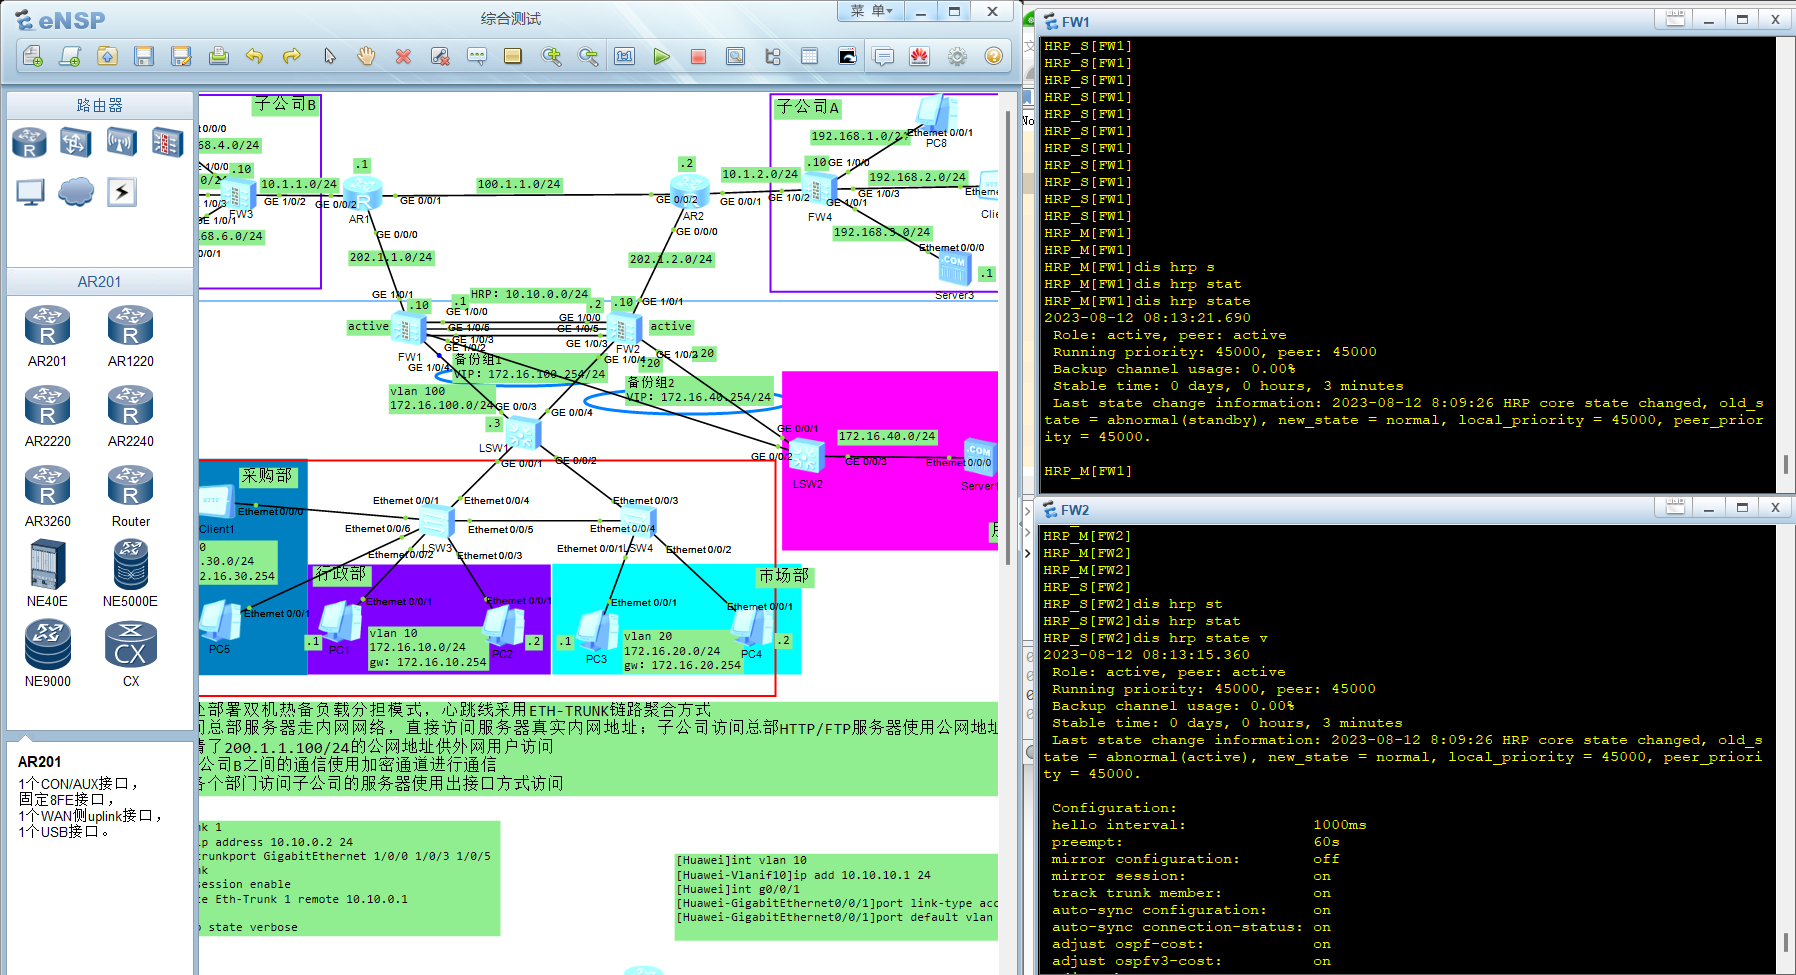 eNSP
综合测试
菜 单
路由器
AR201
AR201
AR1220
AR2220
AR2240
AR3260
Router
NE40E
NE5000E
NE9000
CX
AR201
1个CON/AUX接口，
固定8FE接口，
1个WAN侧uplink接口，
1个USB接口。
子公司B
0/0/0
68.4.0/24
1/0/0
.10
0/24
10.1.1.0/24
GE 1/0/2
GE 0/0/2
1/0/3
FW3
GE 1/0/1
68.6.0/24
0/0/1
.1
AR1
GE 0/0/1
GE 0/0/0
100.1.1.0/24
202.1.1.0/24
.2
GE 0/0/2
AR2
GE 0/0/1
GE 0/0/0
202.1.2.0/24
10.1.2.0/24
GE 1/0/2
子公司A
192.168.1.0/2
Ethernet 0/0/1
PC8
.10
GE 1/0/0
192.168.2.0/24
GE 1/0/3
Etherne
Clie
FW4
GE 1/0/1
192.168.3.0/24
Ethernet 0/0/0
.1
Server3
GE 1/0/1
.10
.1
HRP: 10.10.0.0/24
GE 1/0/0
GE 1/0/0
.2
.10
GE 1/0/1
active
GE 1/0/5
GE 1/0/5
active
GE 1/0/3
GE 1/0/3
GE 1/0/2
FW1
GE 1/0/4
FW2
GE 1/0/4
GE 1/0/2
.20
.20
备份组1
VIP: 172.16.100.254/24
备份组2
VIP: 172.16.40.254/24
vlan 100
172.16.100.0/24
GE 0/0/3
GE 0/0/4
.3
LSW1
GE 0/0/1
GE 0/0/2
GE 0/0/1
GE 0/0/2
172.16.40.0/24
GE 0/0/3
Ethernet 0/0/0
LSW2
Server1
采购部
Ethernet 0/0/0
Client1
.30.0/24
2.16.30.254
Ethernet 0/0/1
PC5
Ethernet 0/0/1
Ethernet 0/0/4
Ethernet 0/0/6
Ethernet 0/0/5
LSW3
Ethernet 0/0/2
Ethernet 0/0/3
Ethernet 0/0/3
Ethernet 0/0/4
Ethernet 0/0/1
LSW4
Ethernet 0/0/2
行政部
Ethernet 0/0/1
Ethernet 0/0/1
.1
PC1
vlan 10
172.16.10.0/24
gw: 172.16.10.254
PC2
.2
市场部
Ethernet 0/0/1
Ethernet 0/0/1
.1
PC3
vlan 20
172.16.20.0/24
gw: 172.16.20.254
PC4
.2
处部署双机热备负载分担模式，心跳线采用ETH-TRUNK链路聚合方式
司总部服务器走内网网络，直接访问服务器真实内网地址；子公司访问总部HTTP/FTP服务器使用公网地址
请了200.1.1.100/24的公网地址供外网用户访问
公司B之间的通信使用加密通道进行通信
各个部门访问子公司的服务器使用出接口方式访问
nk 1
ip address 10.10.0.2 24
trunkport GigabitEthernet 1/0/0 1/0/3 1/0/5
nk
session enable
ce Eth-Trunk 1 remote 10.10.0.1
p state verbose
[Huawei]int vlan 10
[Huawei-Vlanif10]ip add 10.10.10.1 24
[Huawei]int g0/0/1
[Huawei-GigabitEthernet0/0/1]port link-type acc
[Huawei-GigabitEthernet0/0/1]port default vlan
FW1
HRP_S[FW1]
HRP_S[FW1]
HRP_S[FW1]
HRP_S[FW1]
HRP_S[FW1]
HRP_S[FW1]
HRP_S[FW1]
HRP_S[FW1]
HRP_S[FW1]
HRP_S[FW1]
HRP_S[FW1]
HRP_M[FW1]
HRP_M[FW1]
HRP_M[FW1]dis hrp s
HRP_M[FW1]dis hrp stat
HRP_M[FW1]dis hrp state
2023-08-12 08:13:21.690
Role: active, peer: active
Running priority: 45000, peer: 45000
Backup channel usage: 0.00%
Stable time: 0 days, 0 hours, 3 minutes
Last state change information: 2023-08-12 8:09:26 HRP core state changed, old_s
tate = abnormal(standby), new_state = normal, local_priority = 45000, peer_prior
ity = 45000.
HRP_M[FW1]
FW2
HRP_M[FW2]
HRP_M[FW2]
HRP_M[FW2]
HRP_S[FW2]
HRP_S[FW2]dis hrp st
HRP_S[FW2]dis hrp stat
HRP_S[FW2]dis hrp state v
2023-08-12 08:13:15.360
Role: active, peer: active
Running priority: 45000, peer: 45000
Backup channel usage: 0.00%
Stable time: 0 days, 0 hours, 3 minutes
Last state change information: 2023-08-12 8:09:26 HRP core state changed, old_s
tate = abnormal(active), new_state = normal, local_priority = 45000, peer_priori
ty = 45000.
Configuration:
hello interval: 1000ms
preempt: 60s
mirror configuration: off
mirror session: on
track trunk member: on
auto-sync configuration: on
auto-sync connection-status: on
adjust ospf-cost: on
adjust ospfv3-cost: on